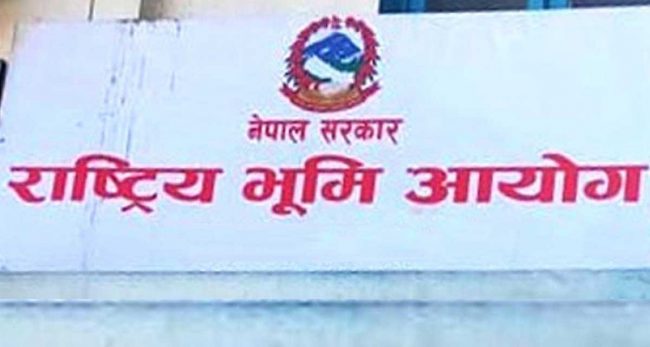 नेपाल सरकार
राष्ट्रिय भूमि आयोग